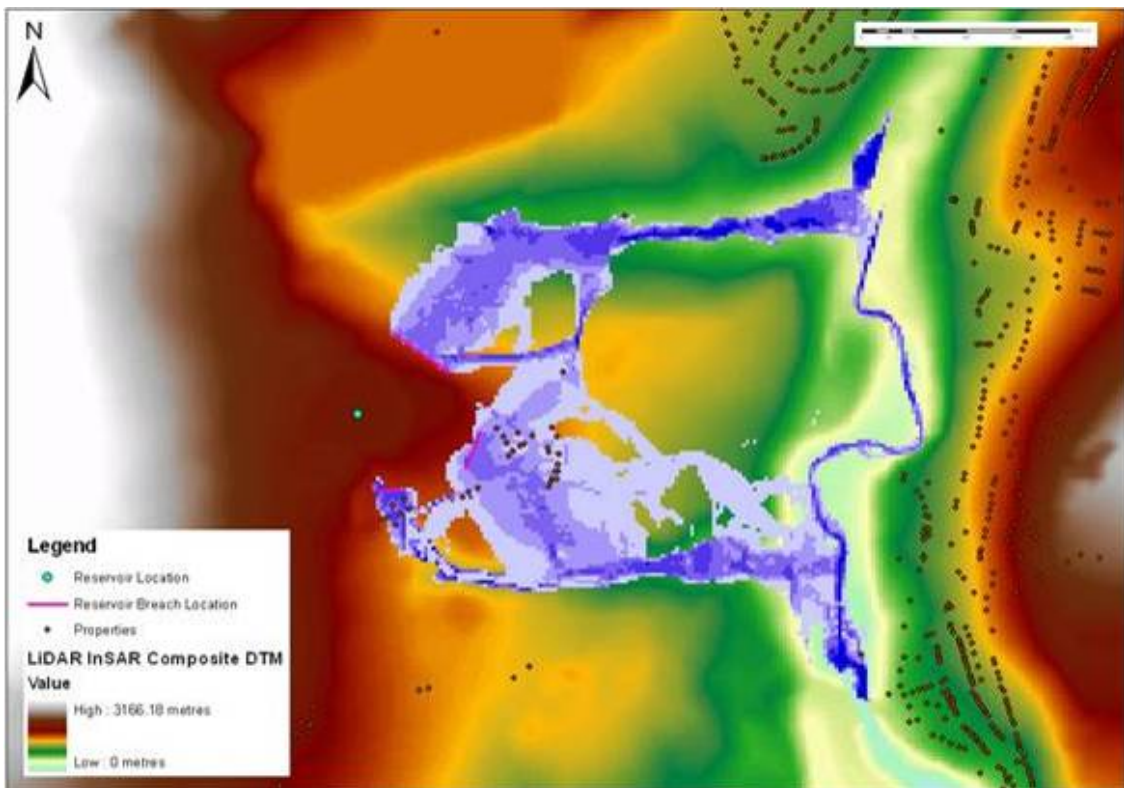 N
Legend
Reservoir Location
Reservoir Breach Location
Properties
LiDAR InSAR Composite DTM
Value
High : 3166.18 metres
Low : 0 metres